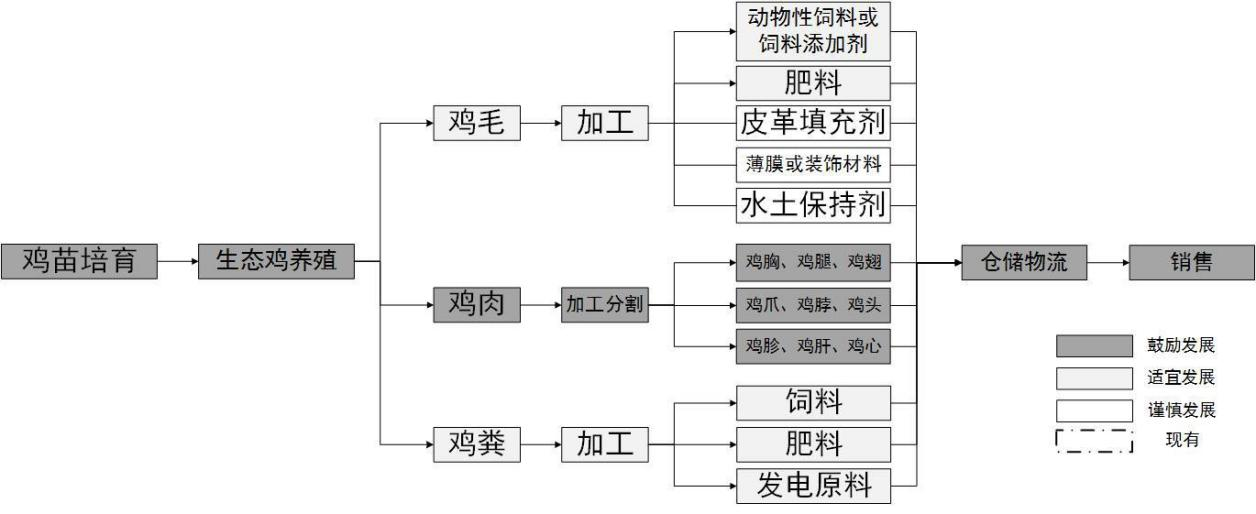 动物性饲料或
饲料添加剂
肥料
鸡毛
加工
皮革填充剂
薄膜或装饰材料
水土保持剂
鸡苗培育
生态鸡养殖
鸡胸、鸡腿、鸡翅
仓储物流
销售
鸡肉
加工分割
鸡爪、鸡脖、鸡头
鸡胗、鸡肝、鸡心
鼓励发展
适宜发展
谨慎发展
现有
饲料
鸡粪
加工
肥料
发电原料